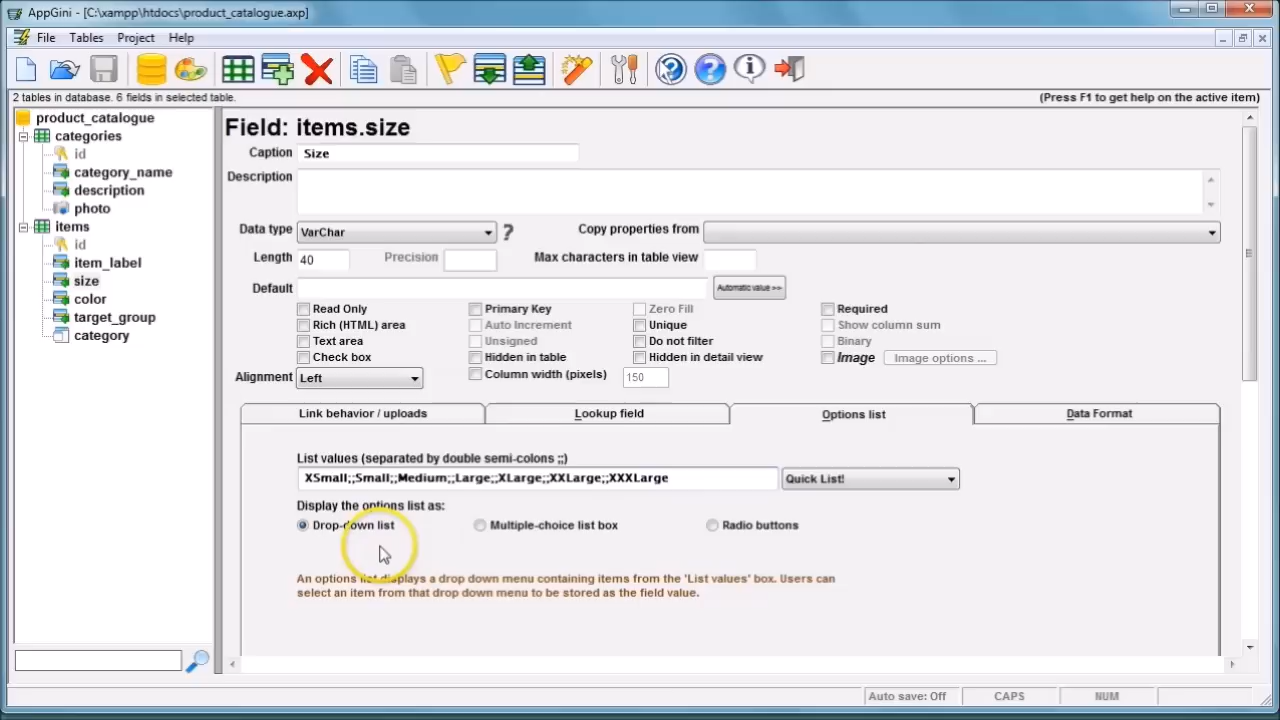 AppGini - [C:\xampp\htdocs\product_catalogue.axp]
File Tables Project Help
2 tables in database. 6 fields in selected table. (Press F1 to get help on the active item)
product_catalogue
categories
id
category_name
description
photo
items
id
item_label
size
color
target_group
category
Field: items.size
Caption Size
Description
Data type VarChar ? Copy properties from
Length 40 Precision Max characters in table view
Default Automatic value >>
Read Only Primary Key Zero Fill Required
Rich (HTML) area Auto Increment Unique Show column sum
Text area Unsigned Do not filter Binary
Check box Hidden in table Hidden in detail view Image Image options ...
Alignment Left Column width (pixels) 150
Link behavior / uploads Lookup field Options list Data Format
List values (separated by double semi-colons ;;)
XSmall;;Small;;Medium;;Large;;XLarge;;XXLarge;;XXXLarge Quick List!
Display the options list as:
Drop-down list Multiple-choice list box Radio buttons
An options list displays a drop down menu containing items from the 'List values' box. Users can
select an item from that drop down menu to be stored as the field value.
Auto save: Off CAPS NUM